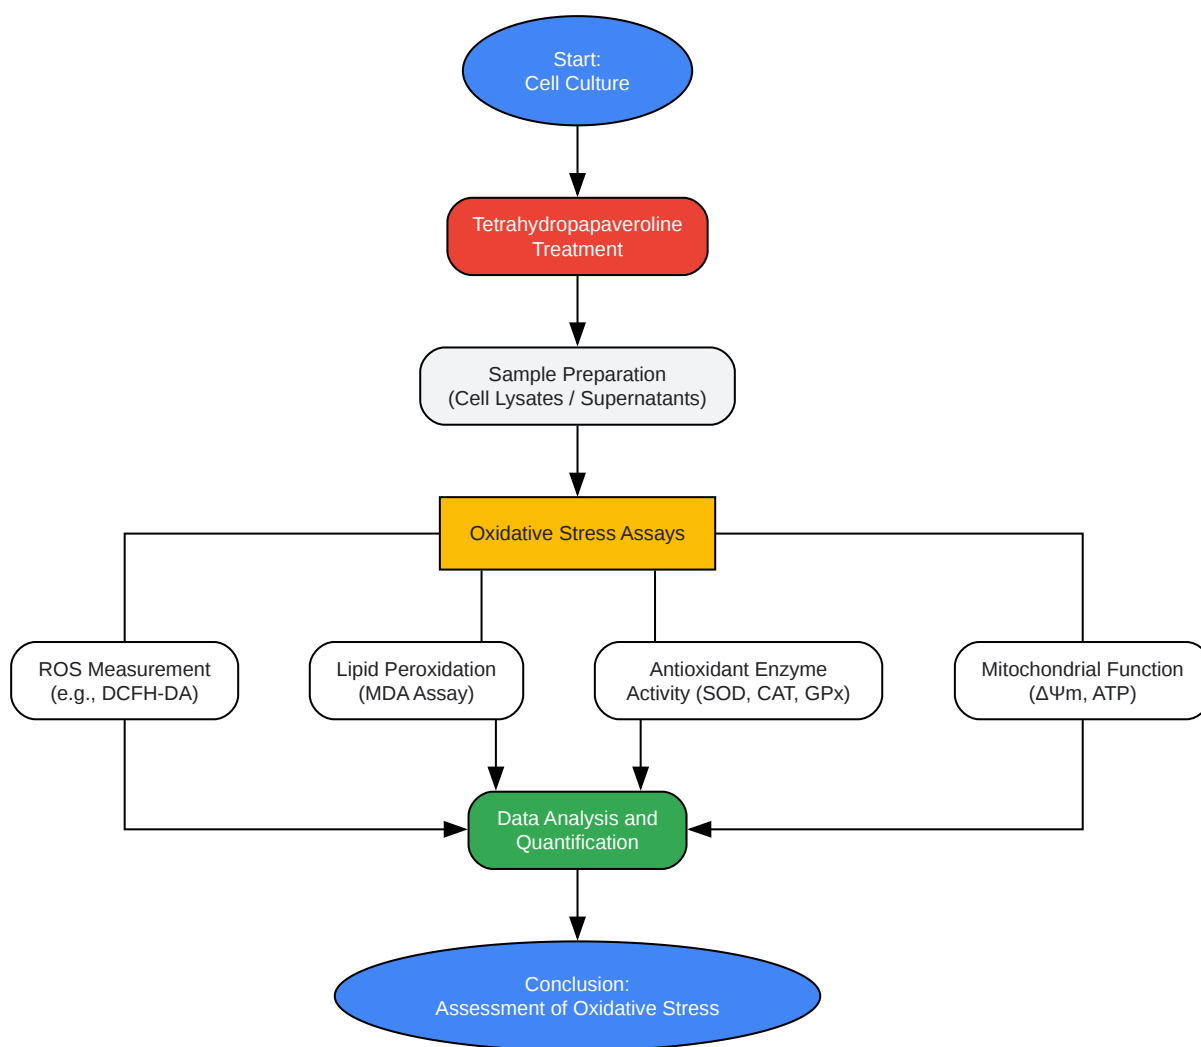 Start:
Cell Culture
Tetrahydropapaveroline
Treatment
Sample Preparation
(Cell Lysates / Supernatants)
Oxidative Stress Assays
ROS Measurement
(e.g., DCFH-DA)
Lipid Peroxidation
(MDA Assay)
Antioxidant Enzyme
Activity (SOD, CAT, GPx)
Mitochondrial Function
(ΔΨm, ATP)
Data Analysis and
Quantification
Conclusion:
Assessment of Oxidative Stress